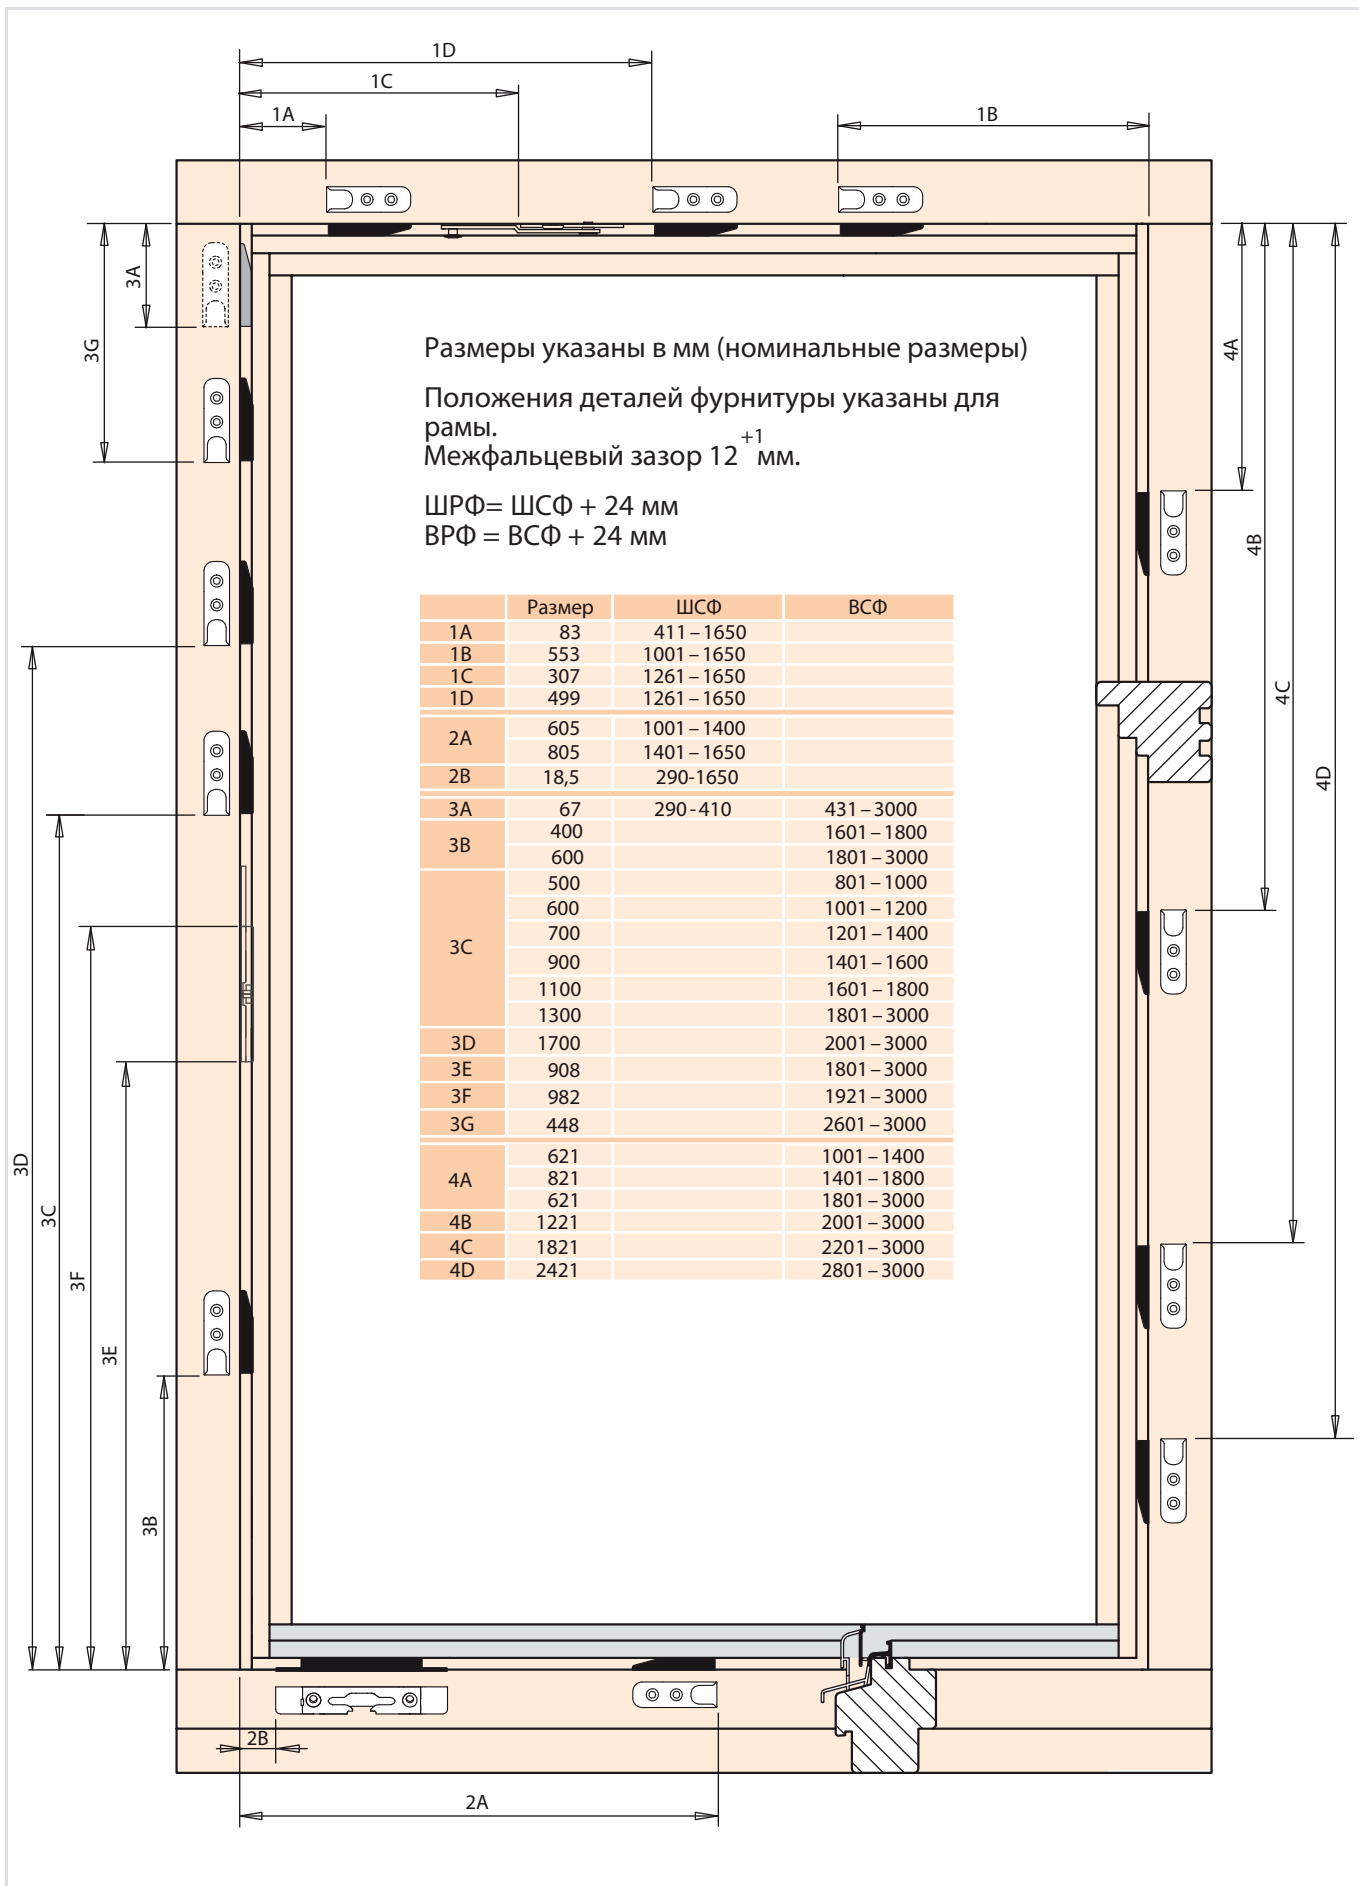 1D
1C
1A
1B
3A
3G
4A
4B
4C
4D
Размеры указаны в мм (номинальные размеры)
Положения деталей фурнитуры указаны для
рамы.
Межфальцевый зазор 12 +1 мм.
ШРФ= ШСФ + 24 мм
ВРФ = ВСФ + 24 мм
Размер ШСФ ВСФ
1A 83 411 – 1650
1B 553 1001 – 1650
1C 307 1261 – 1650
1D 499 1261 – 1650
2A 605 1001 – 1400
805 1401 – 1650
2B 18,5 290-1650
3A 67 290 - 410 431 – 3000
3B 400 1601 – 1800
600 1801 – 3000
3C 500 801 – 1000
600 1001 – 1200
700 1201 – 1400
900 1401 – 1600
1100 1601 – 1800
1300 1801 – 3000
3D 1700 2001 – 3000
3E 908 1801 – 3000
3F 982 1921 – 3000
3G 448 2601 – 3000
4A 621 1001 – 1400
821 1401 – 1800
621 1801 – 3000
4B 1221 2001 – 3000
4C 1821 2201 – 3000
4D 2421 2801 – 3000
3D
3C
3F
3E
3B
2B
2A